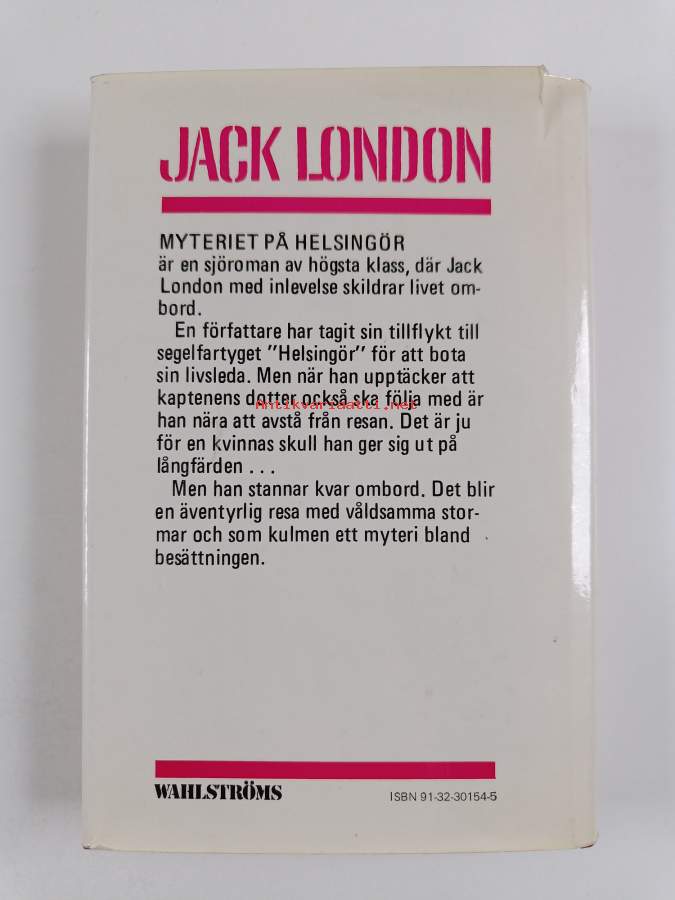 JACK LONDON
MYTERIET PÅ HELSINGÖR
är en sjöroman av högsta klass, där Jack
London med inlevelse skildrar livet om-
bord.
En författare har tagit sin tillflykt till
segelfartyget "Helsingör" för att bota
sin livsleda. Men när han upptäcker att
kaptenens dotter också ska följa med är
Antikvariaatti.net
han nära att avstå från resan. Det är ju
för en kvinnas skull han ger sig ut på
långfärden ...
Men han stannar kvar ombord. Det blir
en äventyrlig resa med våldsamma stor-
mar och som kulmen ett myteri bland
besättningen.
WAHLSTRÖMS
ISBN 91-32-30154-5